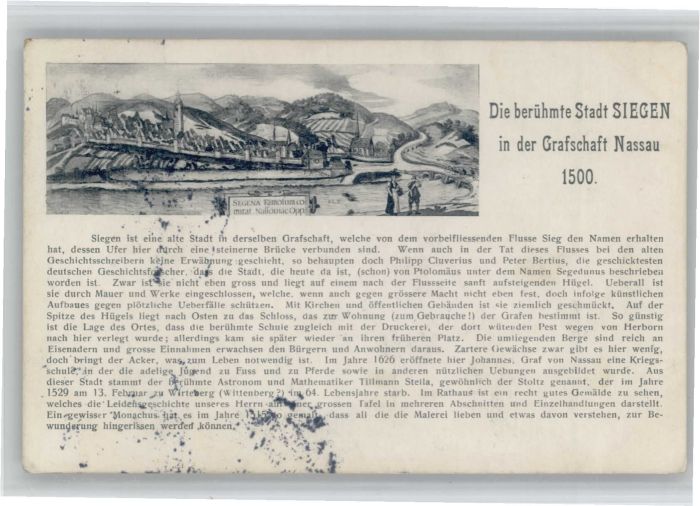 Die berühmte Stadt SIEGEN
in der Grafschaft Nassau
1500.
SEGENA
Siegen ist eine alte Stadt in derselben Grafschaft, welche von dem vorbeifliessenden Flusse Sieg den Namen erhalten
hat, dessen Ufer hier durch eine steinerne Brücke verbunden sind. Wenn auch in der Tat dieses Flusses bei den alten
Geschichtsschreibern keine Erwähnung geschieht, so behaupten doch Philipp Cluverius und Peter Bertius, die geschicktesten
deutschen Geschichtsforscher, dass die Stadt, die heute da ist, (schon) von Ptolomäus unter dem Namen Segedunus beschrieben
worden ist. Zwar ist sie nicht eben gross und liegt auf einem nach der Flussseite sanft aufsteigenden Hügel. Ueberall ist
sie durch Mauer und Werke eingeschlossen, welche, wenn auch gegen grössere Macht nicht eben fest, doch infolge künstlichen
Aufbaues gegen plötzliche Ueberfälle schützen. Mit Kirchen und öffentlichen Gebäuden ist sie ziemlich geschmückt. Auf der
Spitze des Hügels liegt nach Osten zu das Schloss, das zur Wohnung (zum Gebrauche!) der Grafen bestimmt ist. So günstig
ist die Lage des Ortes, dass die berühmte Schule zugleich mit der Druckerei, der dort wütenden Pest wegen von Herborn
nach hier verlegt wurde; allerdings kam sie später wieder an ihren früheren Platz. Die umliegenden Berge sind reich an
Eisenadern und grosse Einnahmen erwachsen den Bürgern und Anwohnern daraus. Zartere Gewächse zwar gibt es hier wenig,
doch bringt der Acker, was zum Leben notwendig ist. Im Jahre 1626 eröffnete hier Johannes, Graf von Nassau eine Kriegs-
schule, in der die adelige Jugend zu Fuss und zu Pferde sowie in anderen nützlichen Uebungen ausgebildet wurde. Aus
dieser Stadt stammt der berühmte Astronom und Mathematiker Tillmann Stella, gewöhnlich der Stoltz genannt, der im Jahre
1529 am 13. Februar zu Wirteberg (Wittenberg?) im 64. Lebensjahre starb. Im Rathaus ist ein recht gutes Gemälde zu sehen,
welches die Leidensgeschichte unseres Herrn auf einer grossen Tafel in mehreren Abschnitten und Einzelhandlungen darstellt.
Ein gewisser Monachus hat es im Jahre so gemalt, dass all die die Malerei lieben und etwas davon verstehen, zur Be-
wunderung hingerissen werden können.